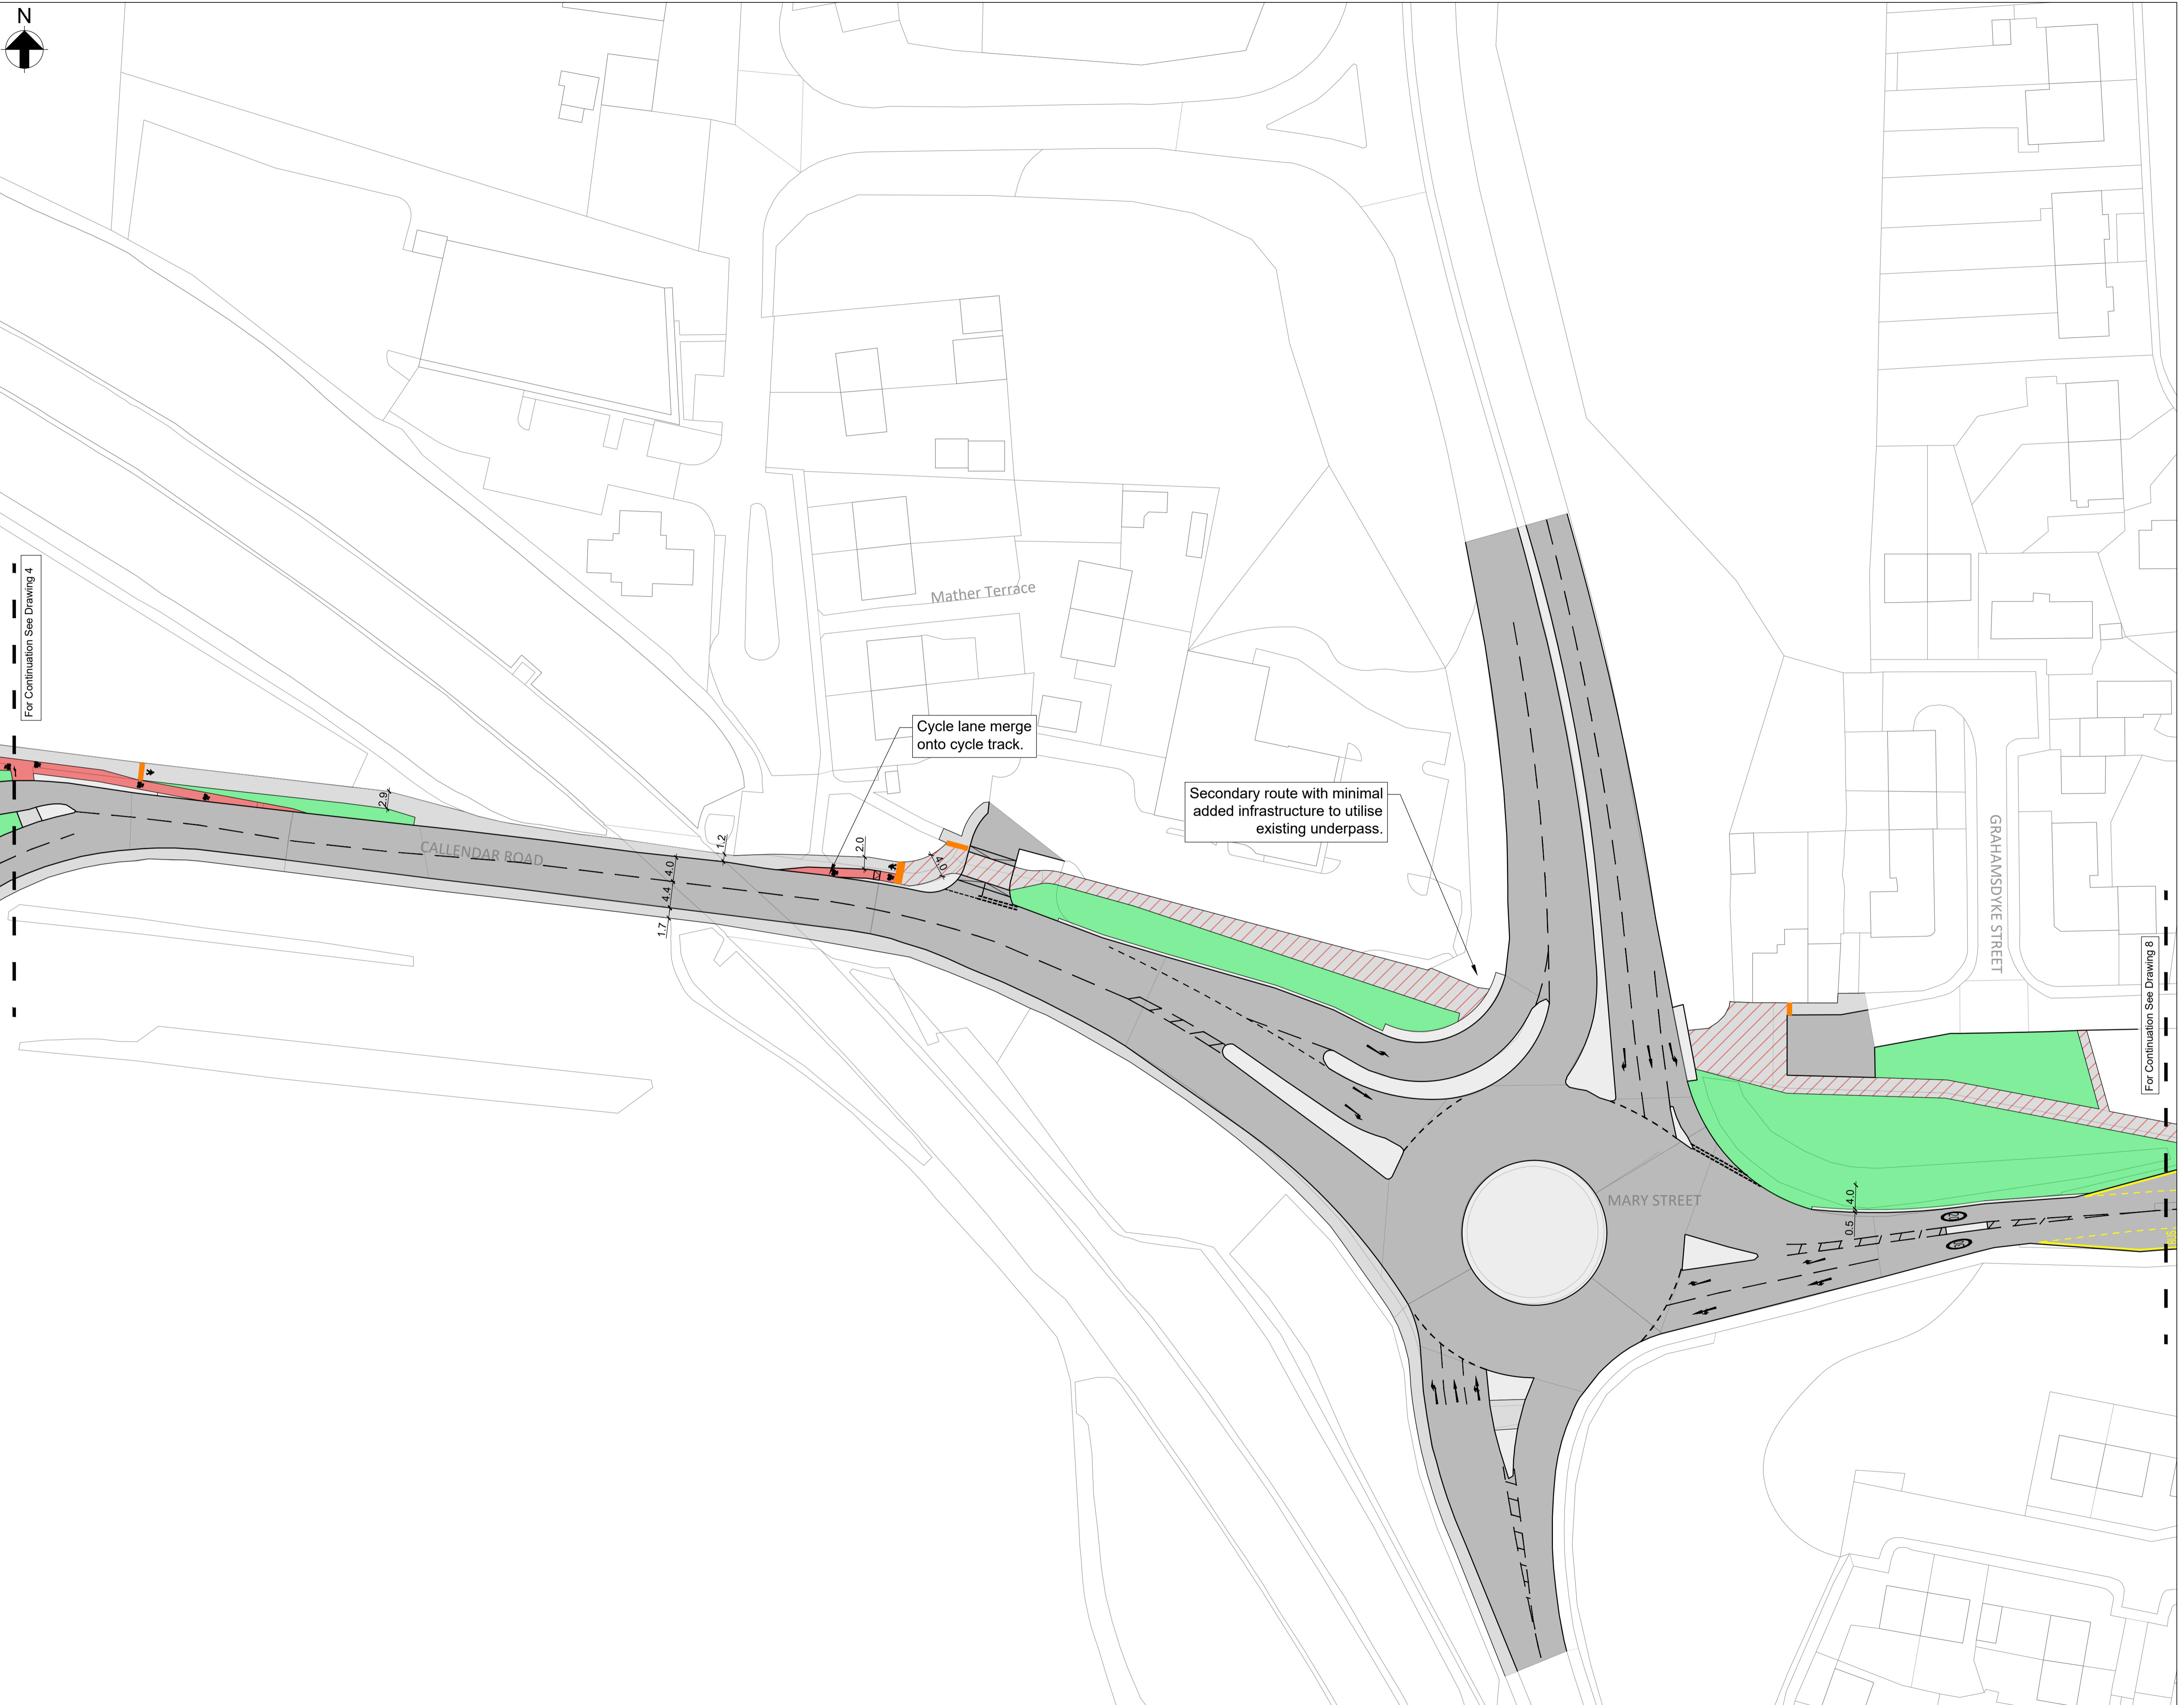 N
For Continuation See Drawing 4
Mather Terrace
Cycle lane merge
onto cycle track.
Secondary route with minimal
added infrastructure to utilise
existing underpass.
2.9
CALLENDAR ROAD
1.2
2.0
4.0
4.0
4.4
1.7
GRAHAMSDYKE STREET
For Continuation See Drawing 8
MARY STREET
4.0
0.5